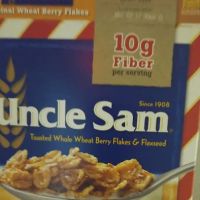 inal Wheat Berry Flakes
10g
Fiber
per serving
Since 1908
Uncle Sam
Toasted Whole Wheat Berry Flakes & Flaxseed